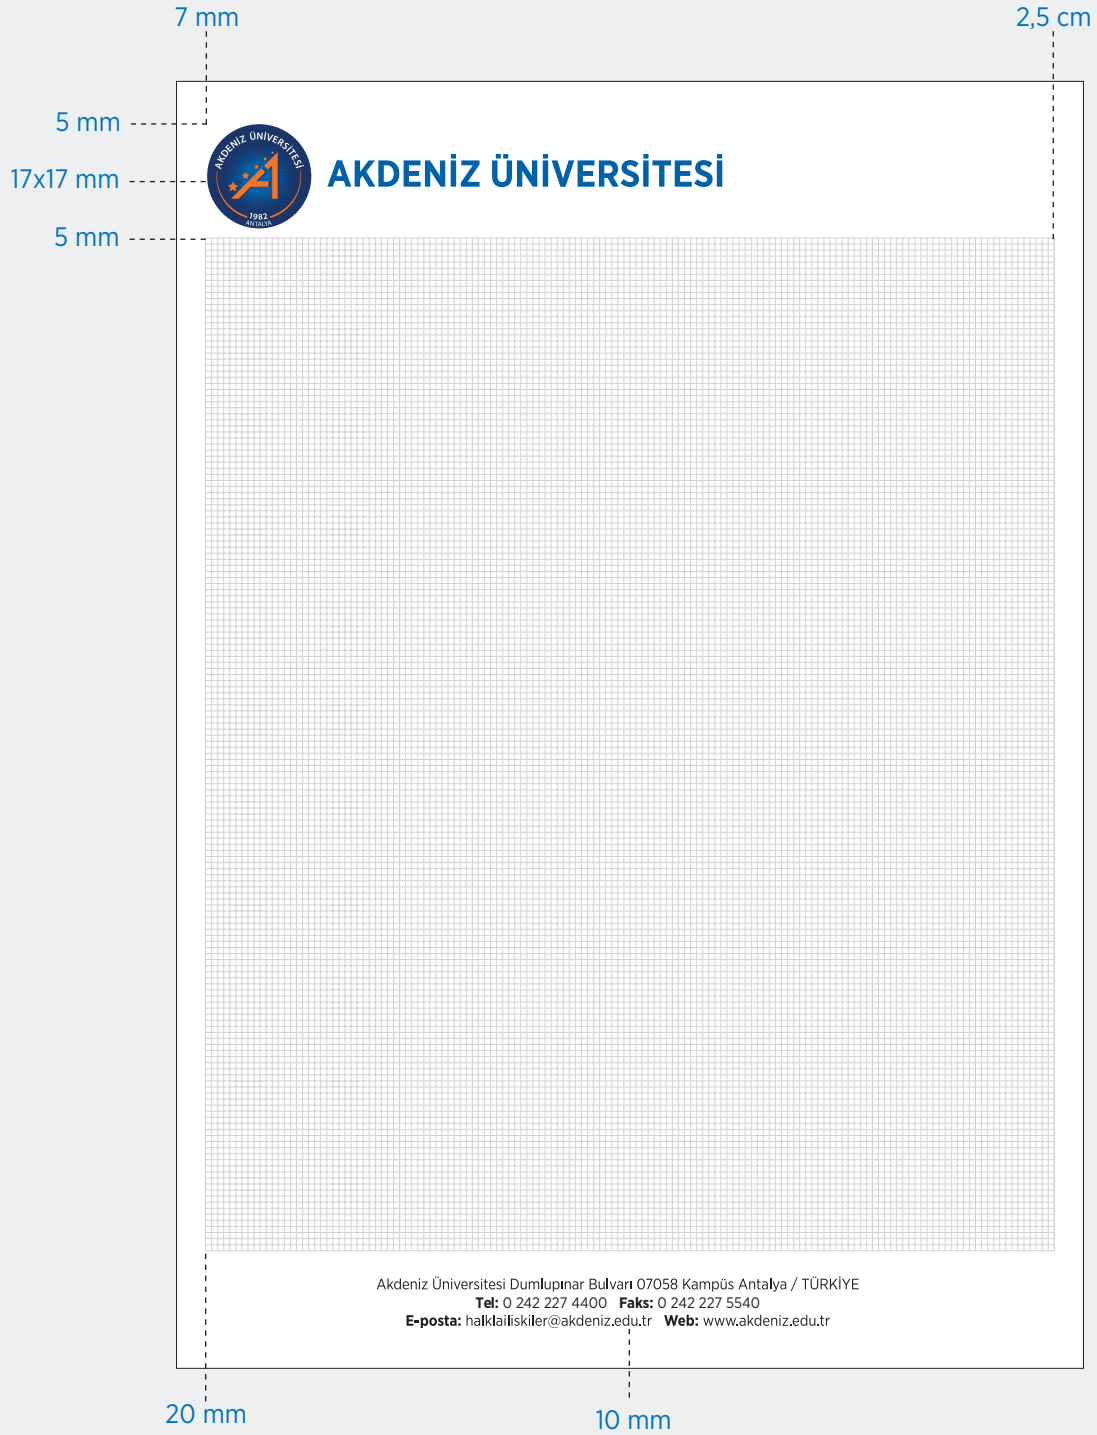 7 mm
2,5 cm
5 mm
17x17 mm
5 mm
AKDENİZ ÜNİVERSİTESİ
1982
ANTALYA
AKDENİZ ÜNİVERSİTESİ
Akdeniz Üniversitesi Dumlupınar Bulvarı 07058 Kampüs Antalya / TÜRKİYE
Tel: 0 242 227 4400 Faks: 0 242 227 5540
E-posta: halklailiskiler@akdeniz.edu.tr Web: www.akdeniz.edu.tr
20 mm
10 mm